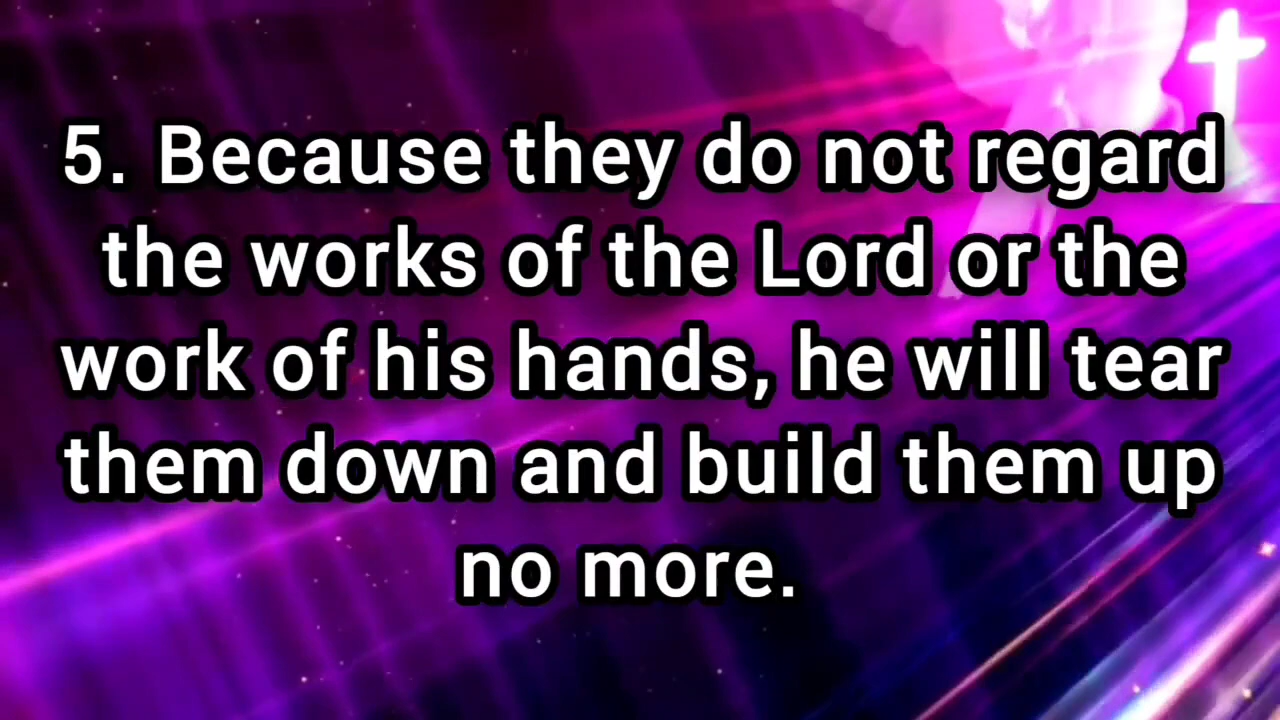 5. Because they do not regard
the works of the Lord or the
work of his hands, he will tear
them down and build them up
no more.